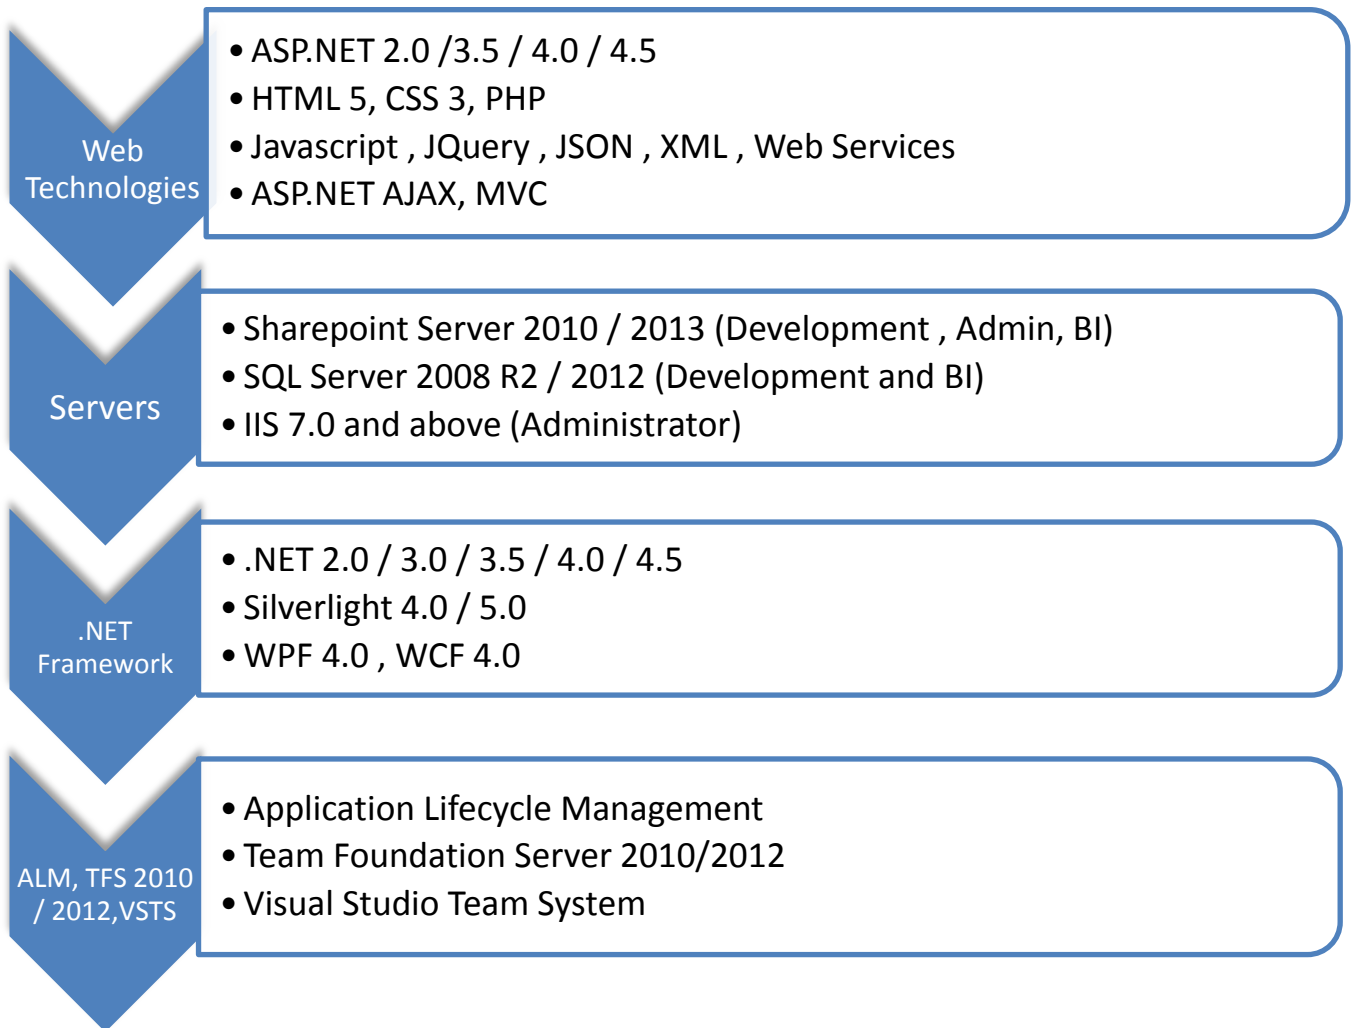 Web
Technologies
• ASP.NET 2.0 /3.5 / 4.0 / 4.5
• HTML 5, CSS 3, PHP
• Javascript , JQuery , JSON , XML , Web Services
• ASP.NET AJAX, MVC
Servers
• Sharepoint Server 2010 / 2013 (Development , Admin, BI)
• SQL Server 2008 R2 / 2012 (Development and BI)
• IIS 7.0 and above (Administrator)
.NET
Framework
• .NET 2.0 / 3.0 / 3.5 / 4.0 / 4.5
• Silverlight 4.0 / 5.0
• WPF 4.0 , WCF 4.0
ALM, TFS 2010
/ 2012,VSTS
• Application Lifecycle Management
• Team Foundation Server 2010/2012
• Visual Studio Team System